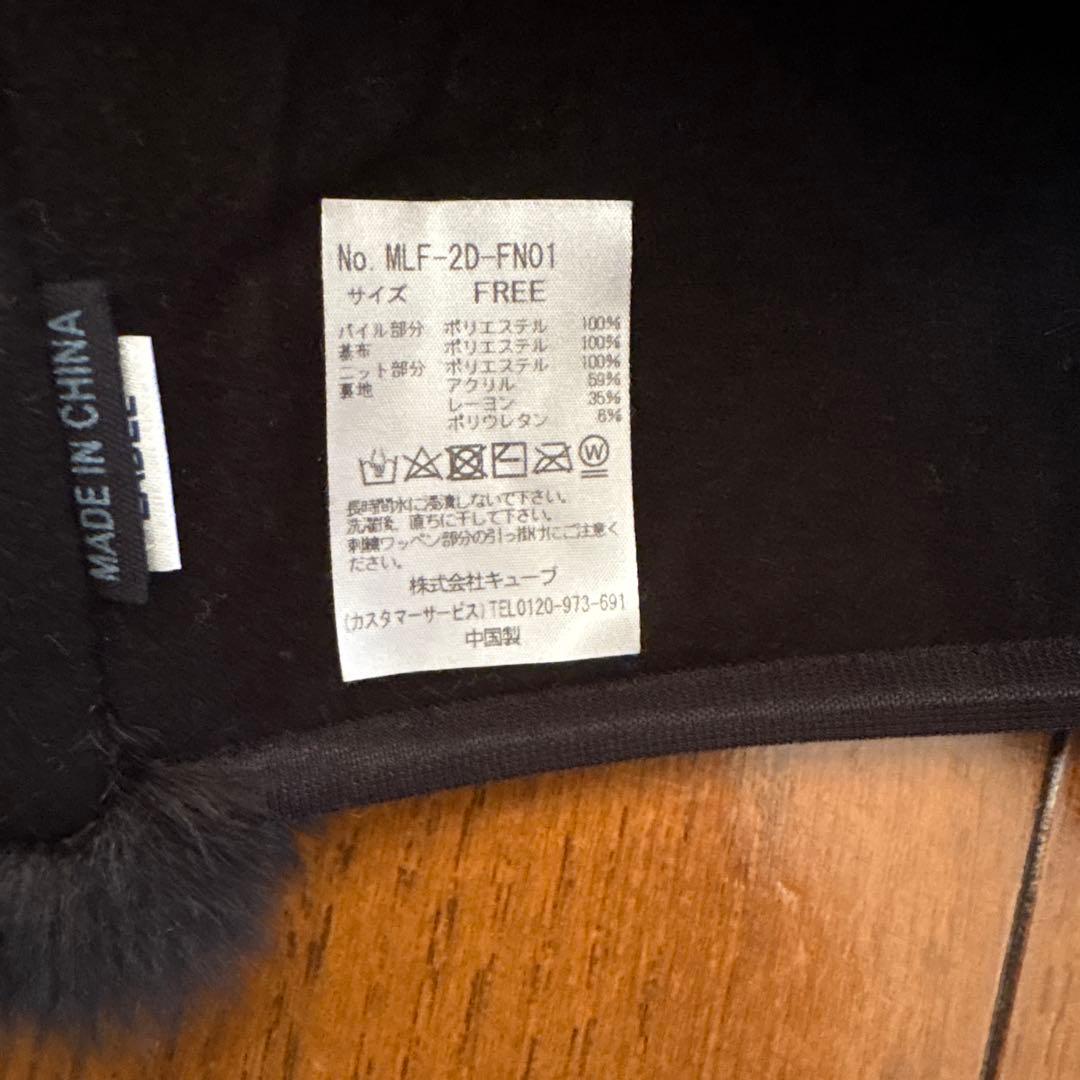 No. MLF-2D-FN01
サイズ FREE
パイル部分 ポリエステル 100%
基布 ポリエステル 100%
ニット部分 ポリエステル 100%
裏地 アクリル 59%
レーヨン 35%
ポリウレタン 6%
W
長時間水に浸漬しないで下さい。
洗濯後、直ちに干して下さい。
刺繍ワッペン部分の引っ掛けにご注意く
ださい。
株式会社キューブ
(カスタマーサービス)TEL0120-973-691
中国製
MADE IN CHINA